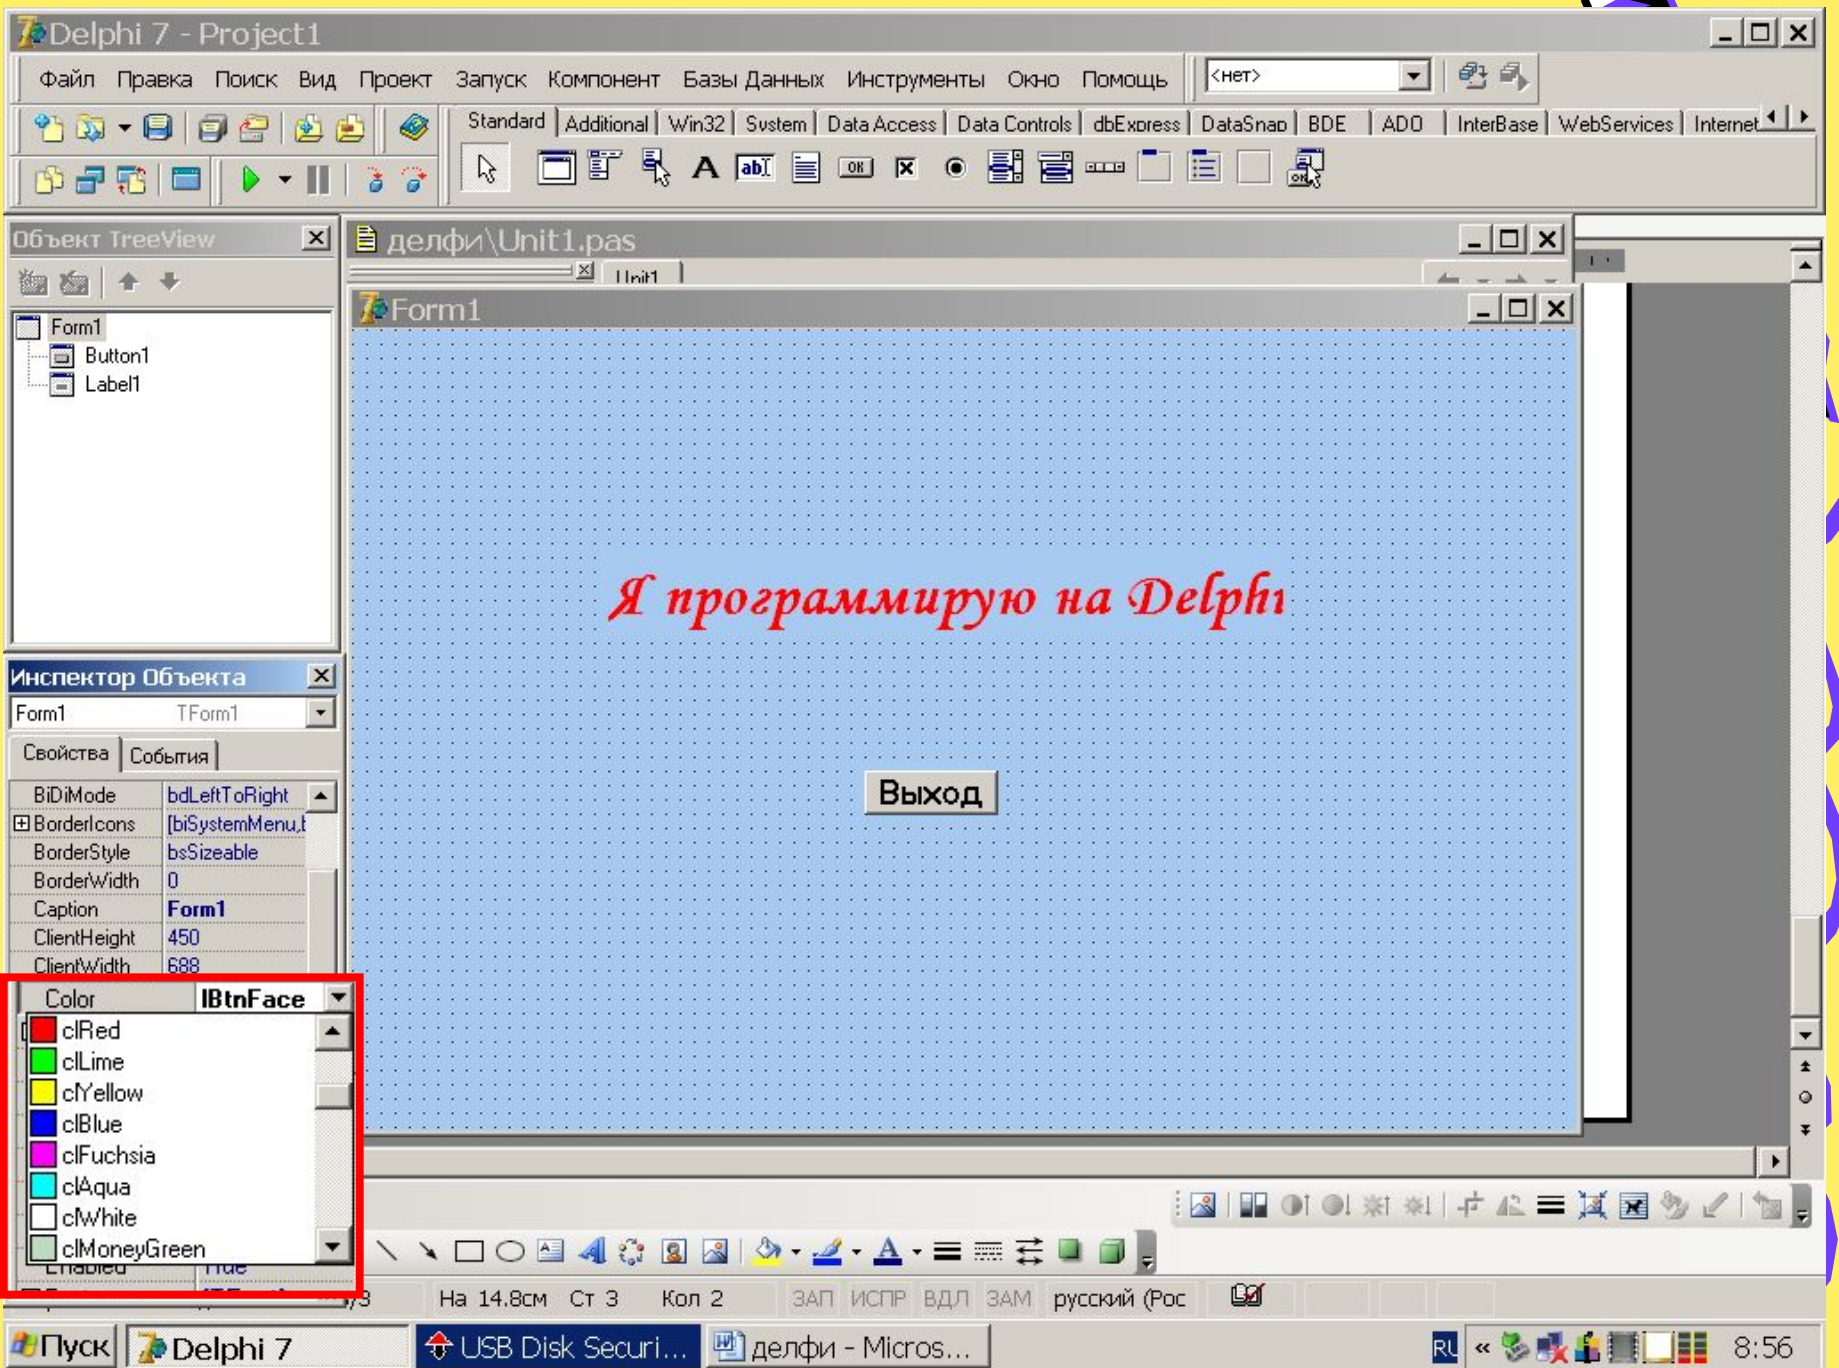 Delphi 7 - Project1
Файл Правка Поиск Вид Проект Запуск Компонент Базы Данных Инструменты Окно Помощь <нет>
Standard Additional Win32 System Data Access Data Controls dbExpress DataSnap BDE ADO InterBase WebServices Internet
Объект TreeView
делфи\Unit1.pas
Unit1
Form1
Form1
Button1
Label1
Я программирую на Delphi
Выход
Инспектор Объекта
Form1 TForm1
Свойства События
BiDiMode bdLeftToRight
BorderIcons [biSystemMenu,
BorderStyle bsSizeable
BorderWidth 0
Caption Form1
ClientHeight 450
ClientWidth 688
Color lBtnFace
clRed
clLime
clYellow
clBlue
clFuchsia
clAqua
clWhite
clMoneyGreen
Enabled True
На 14.8см Ст 3 Кол 2 ЗАП ИСПР ВДЛ ЗАМ русский (Рос
Пуск Delphi 7 USB Disk Securi... делфи - Micros... RU « 8:56